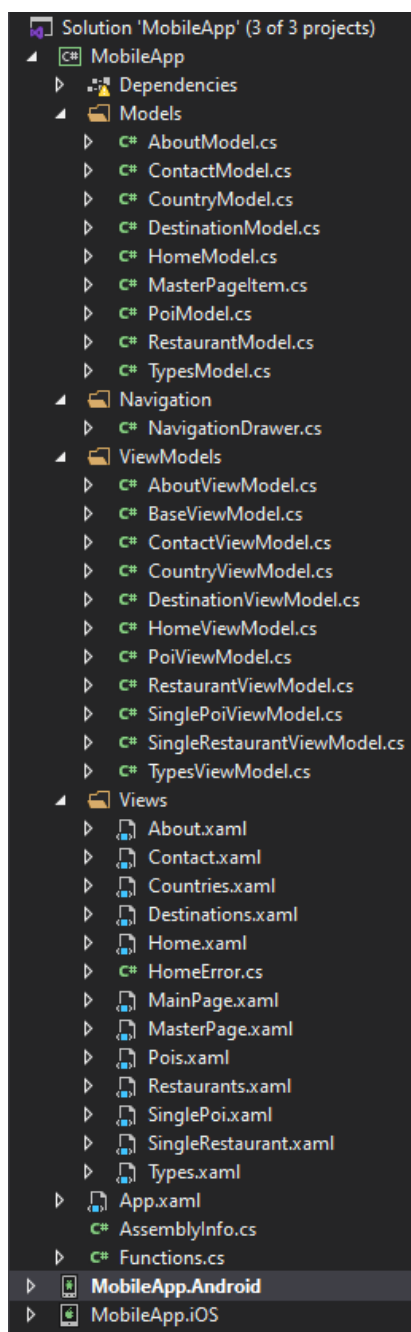 Solution 'MobileApp' (3 of 3 projects)
C# MobileApp
Dependencies
Models
C# AboutModel.cs
C# ContactModel.cs
C# CountryModel.cs
C# DestinationModel.cs
C# HomeModel.cs
C# MasterPageItem.cs
C# PoiModel.cs
C# RestaurantModel.cs
C# TypesModel.cs
Navigation
C# NavigationDrawer.cs
ViewModels
C# AboutViewModel.cs
C# BaseViewModel.cs
C# ContactViewModel.cs
C# CountryViewModel.cs
C# DestinationViewModel.cs
C# HomeViewModel.cs
C# PoiViewModel.cs
C# RestaurantViewModel.cs
C# SinglePoiViewModel.cs
C# SingleRestaurantViewModel.cs
C# TypesViewModel.cs
Views
About.xaml
Contact.xaml
Countries.xaml
Destinations.xaml
Home.xaml
C# HomeError.cs
MainPage.xaml
MasterPage.xaml
Pois.xaml
Restaurants.xaml
SinglePoi.xaml
SingleRestaurant.xaml
Types.xaml
App.xaml
C# AssemblyInfo.cs
C# Functions.cs
MobileApp.Android
MobileApp.iOS